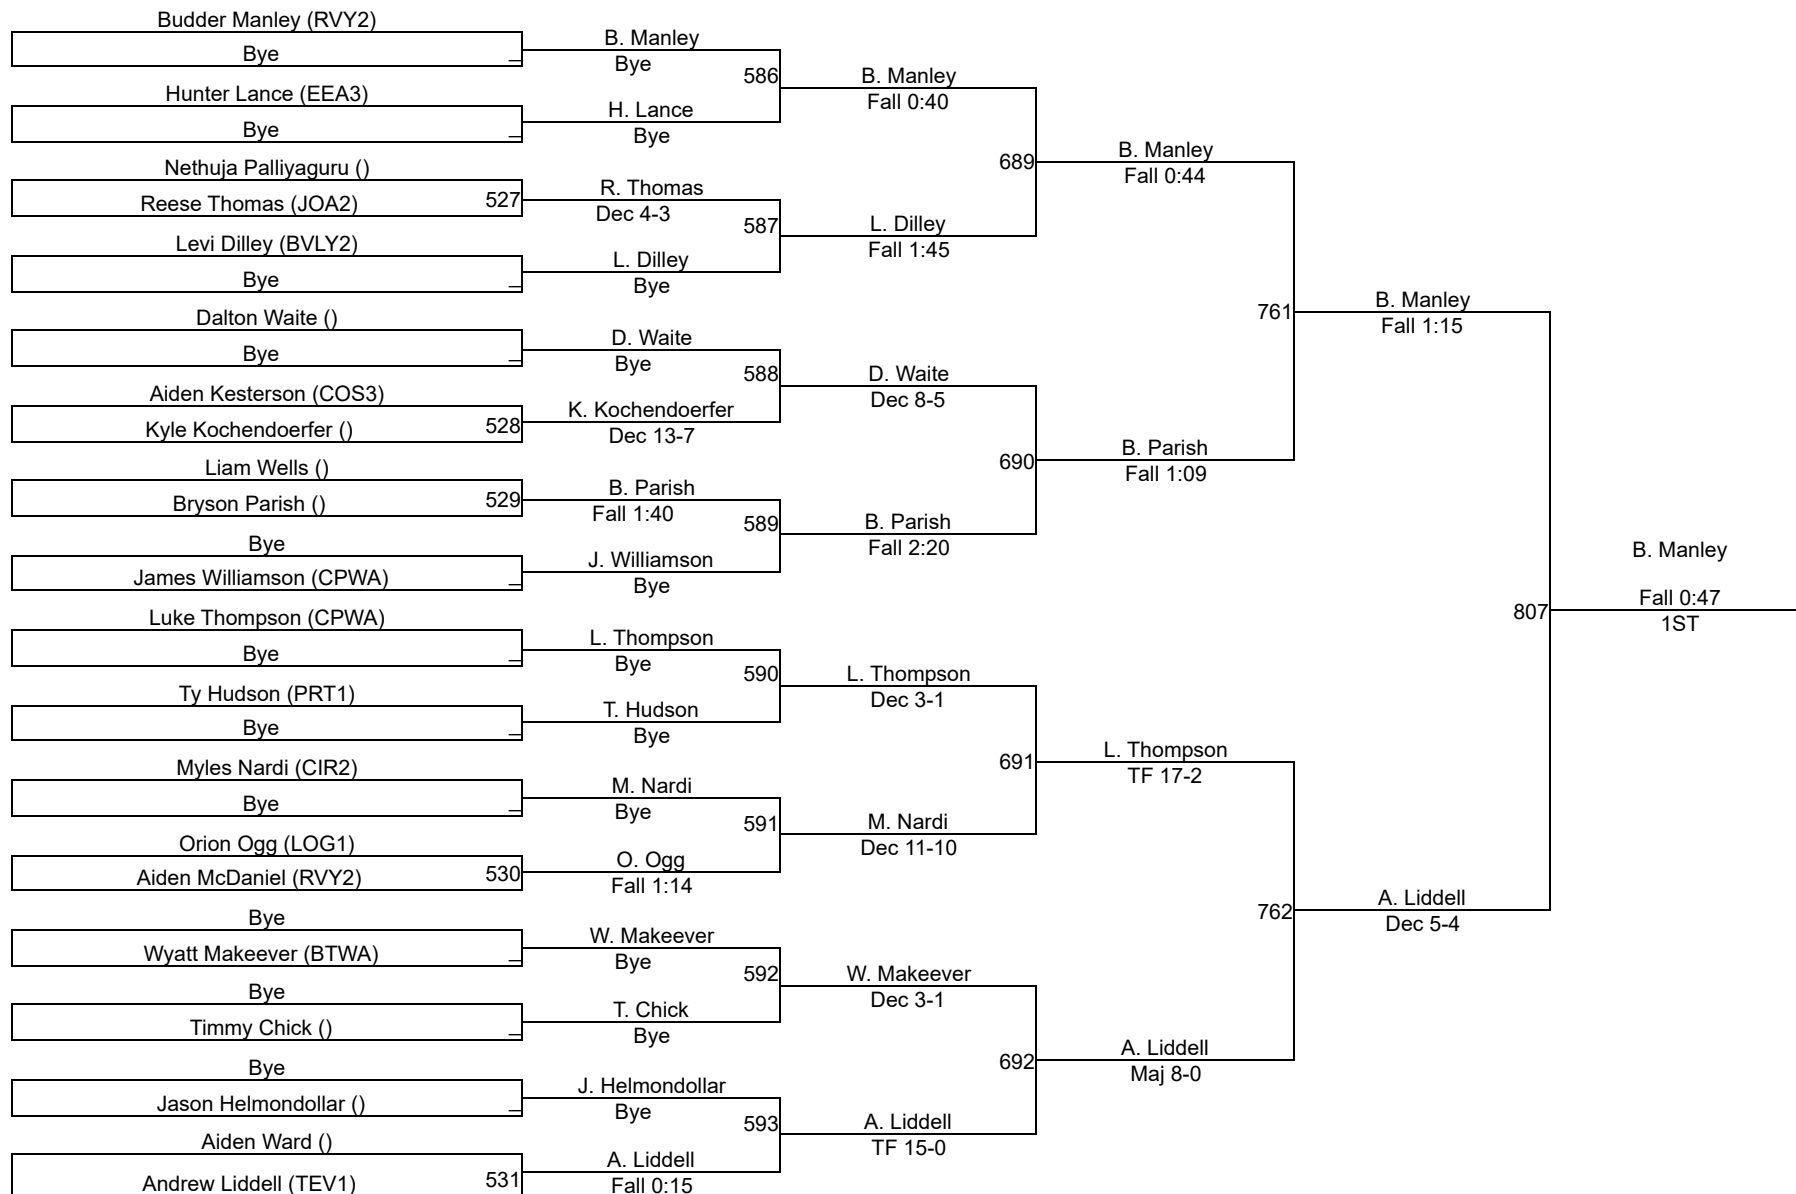 Budder Manley (RVY2)
Bye
Hunter Lance (EEA3)
Bye
Nethuja Palliyaguru ()
Reese Thomas (JOA2)
527
Levi Dilley (BVLY2)
Bye
Dalton Waite ()
Bye
Aiden Kesterson (COS3)
Kyle Kochendoerfer ()
528
Liam Wells ()
Bryson Parish ()
529
Bye
James Williamson (CPWA)
Luke Thompson (CPWA)
Bye
Ty Hudson (PRT1)
Bye
Myles Nardi (CIR2)
Bye
Orion Ogg (LOG1)
Aiden McDaniel (RVY2)
530
Bye
Wyatt Makeever (BTWA)
Bye
Timmy Chick ()
Bye
Jason Helmondollar ()
Aiden Ward ()
Andrew Liddell (TEV1)
531
B. Manley
Bye
586
H. Lance
Bye
R. Thomas
Dec 4-3
587
L. Dilley
Bye
D. Waite
Bye
588
K. Kochendoerfer
Dec 13-7
B. Parish
Fall 1:40
589
J. Williamson
Bye
L. Thompson
Bye
590
T. Hudson
Bye
M. Nardi
Bye
591
O. Ogg
Fall 1:14
W. Makeever
Bye
592
T. Chick
Bye
J. Helmondollar
Bye
593
A. Liddell
Fall 0:15
B. Manley
Fall 0:40
689
L. Dilley
Fall 1:45
D. Waite
Dec 8-5
690
B. Parish
Fall 2:20
L. Thompson
Dec 3-1
691
M. Nardi
Dec 11-10
W. Makeever
Dec 3-1
692
A. Liddell
TF 15-0
B. Manley
Fall 0:44
761
B. Parish
Fall 1:09
L. Thompson
TF 17-2
762
A. Liddell
Maj 8-0
B. Manley
Fall 1:15
807
A. Liddell
Dec 5-4
B. Manley
Fall 0:47
1ST